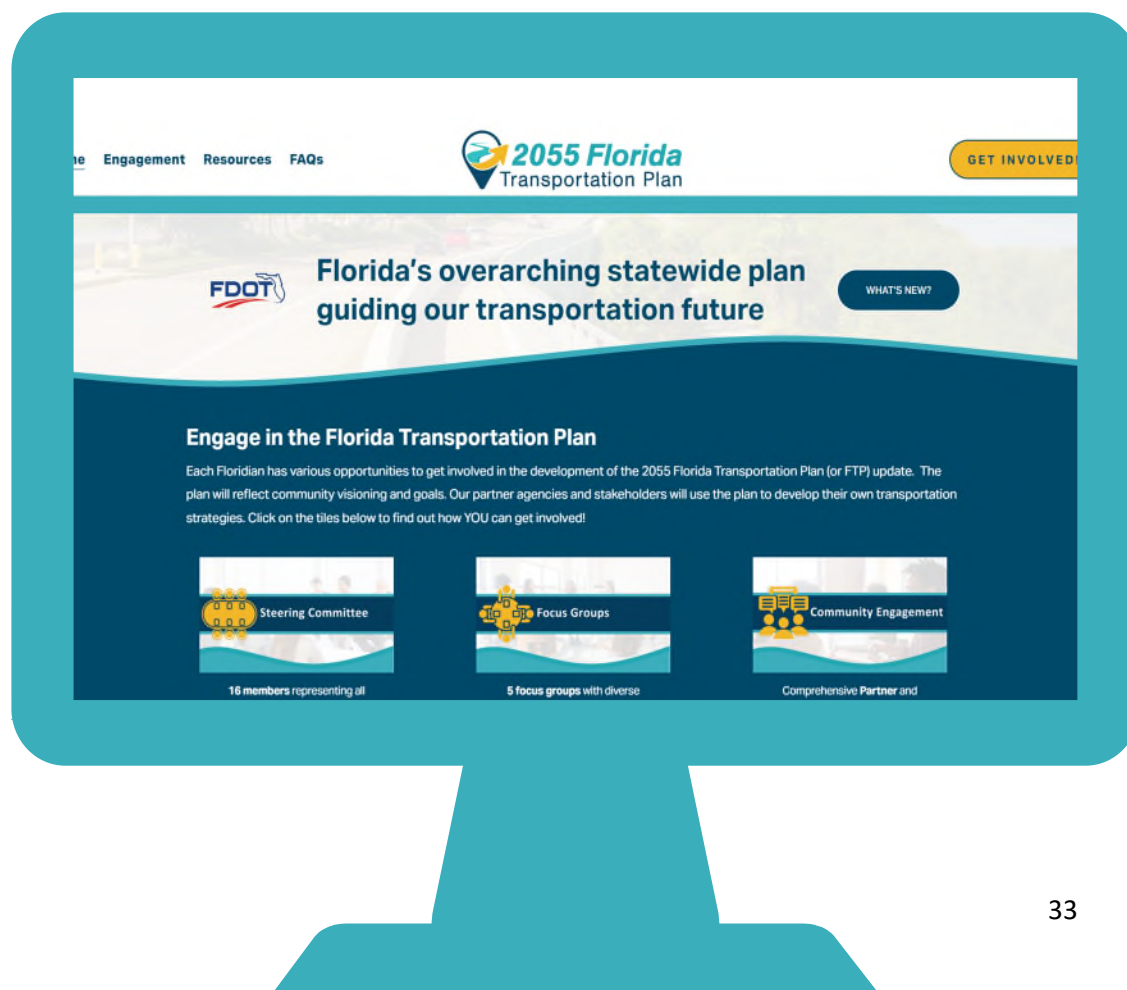 ne Engagement Resources FAQs
2055 Florida
Transportation Plan
GET INVOLVED!
FDOT
Florida's overarching statewide plan
guiding our transportation future
WHAT'S NEW?
Engage in the Florida Transportation Plan
Each Floridian has various opportunities to get involved in the development of the 2055 Florida Transportation Plan (or FTP) update. The
plan will reflect community visioning and goals. Our partner agencies and stakeholders will use the plan to develop their own transportation
strategies. Click on the tiles below to find out how YOU can get involved!
Steering Committee
Focus Groups
Community Engagement
16 members representing all
5 focus groups with diverse
Comprehensive Partner and
33